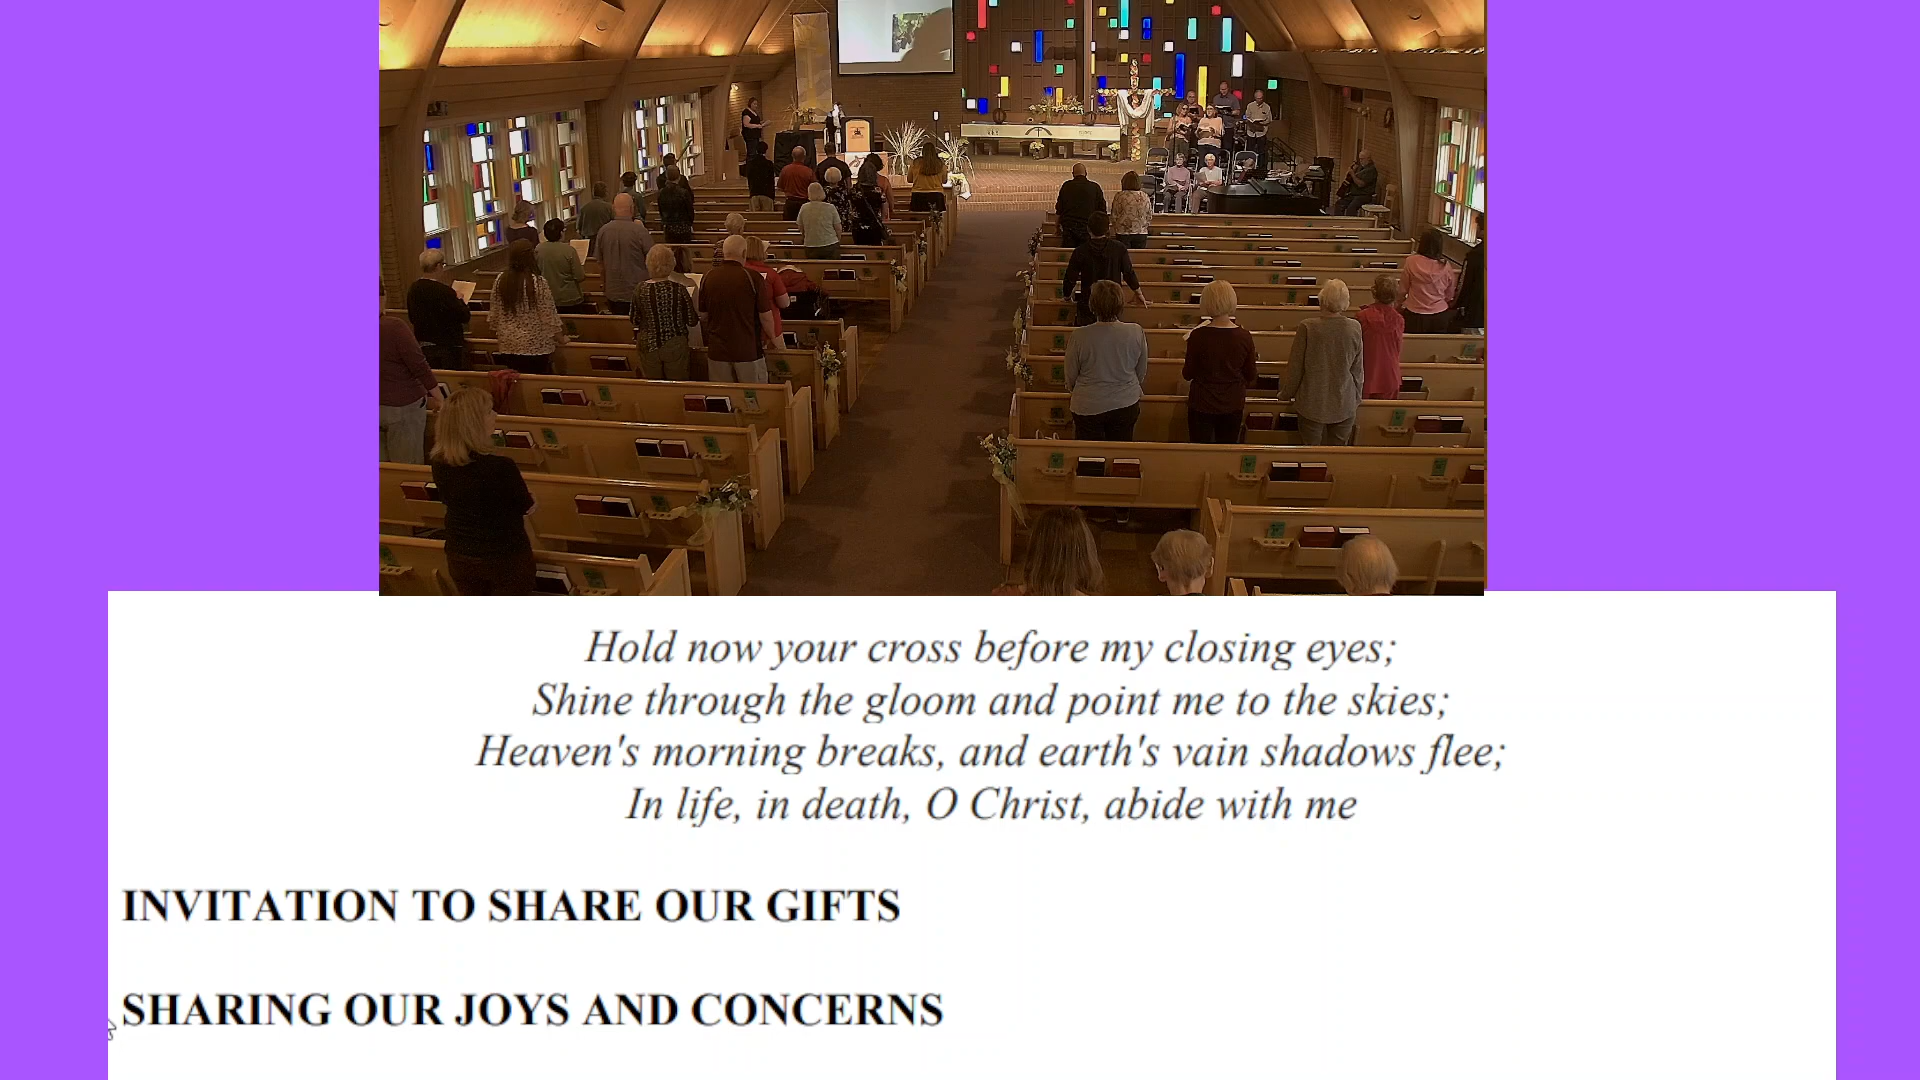 Hold now your cross before my closing eyes;
Shine through the gloom and point me to the skies;
Heaven's morning breaks, and earth's vain shadows flee;
In life, in death, O Christ, abide with me
INVITATION TO SHARE OUR GIFTS
SHARING OUR JOYS AND CONCERNS